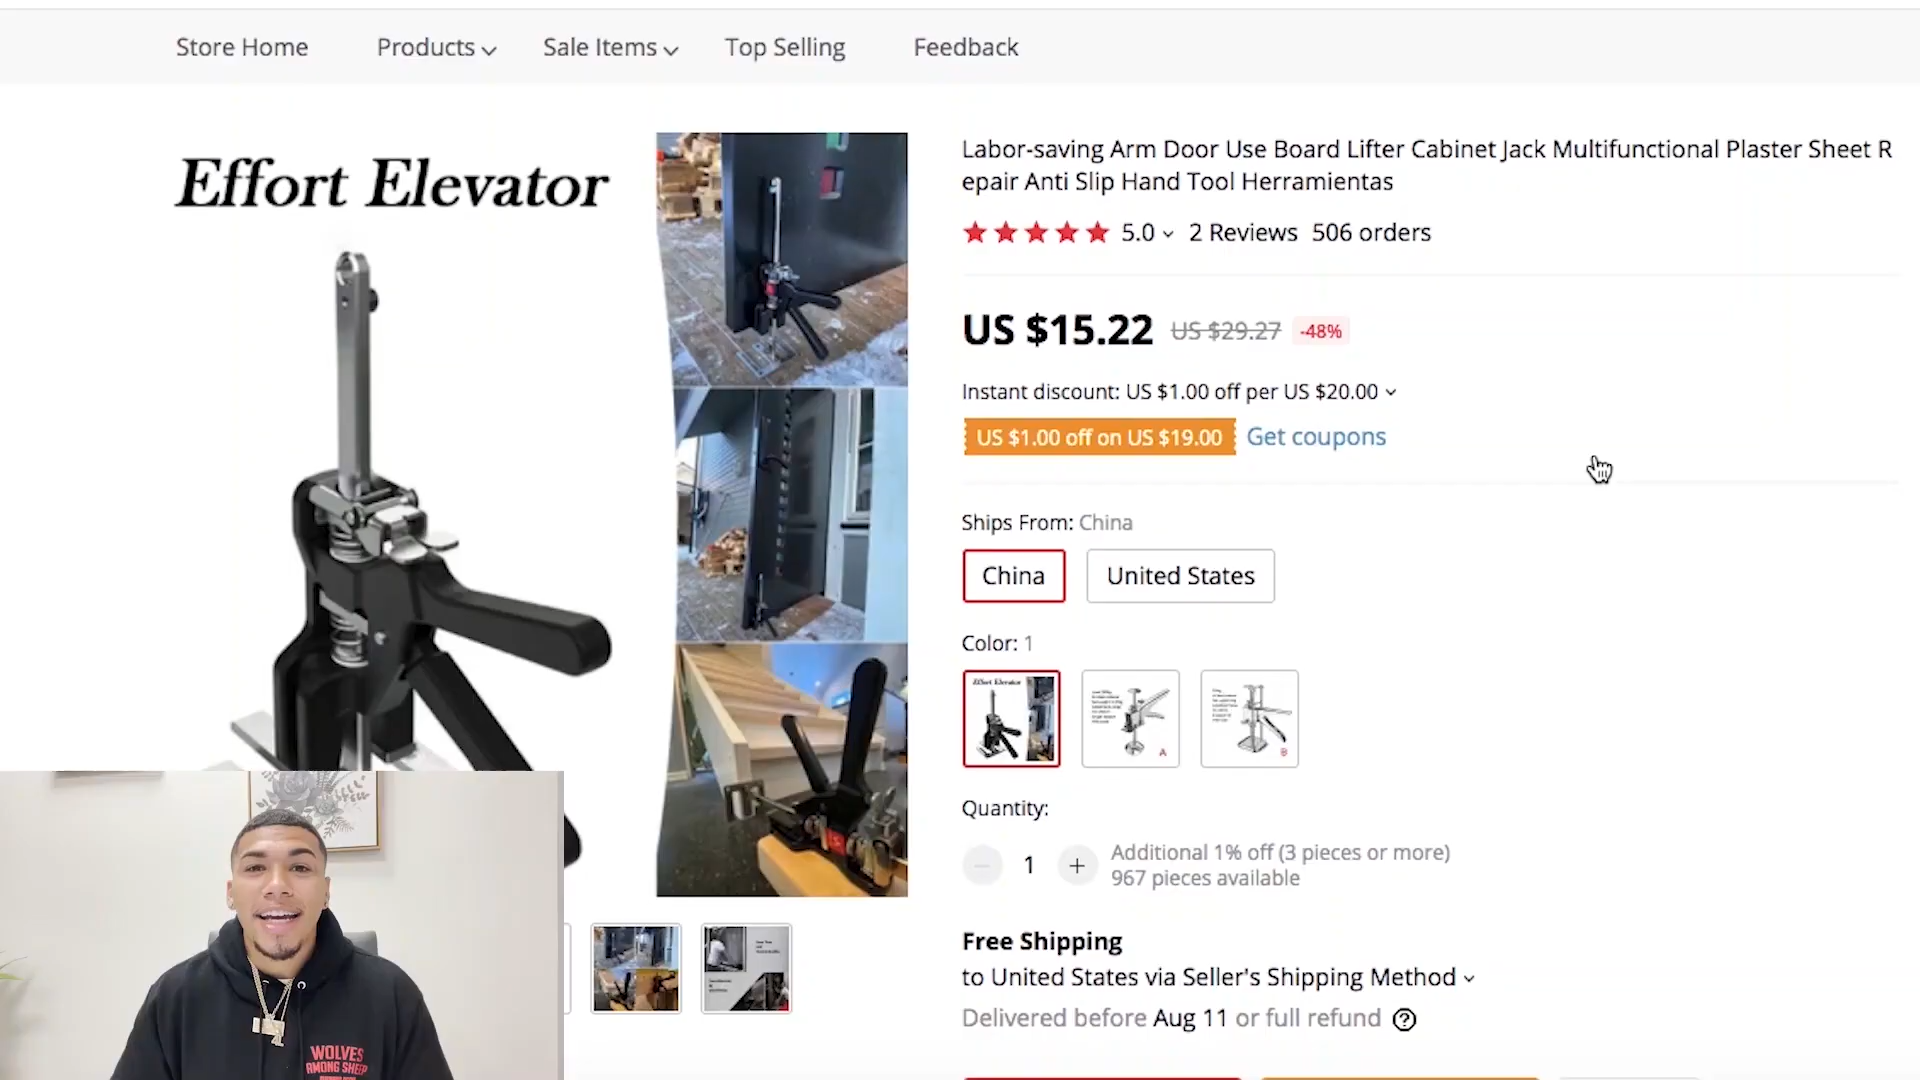 Store Home
Products
Sale Items
Top Selling
Feedback
Effort Elevator
Labor-saving Arm Door Use Board Lifter Cabinet Jack Multifunctional Plaster Sheet R
epair Anti Slip Hand Tool Herramientas
5.0 2 Reviews 506 orders
US $15.22 US $29.27 -48%
Instant discount: US $1.00 off per US $20.00
US $1.00 off on US $19.00 Get coupons
Ships From: China
China
United States
Color: 1
Effort Elevator
A
B
Quantity:
1
Additional 1% off (3 pieces or more)
967 pieces available
Free Shipping
to United States via Seller's Shipping Method
Delivered before Aug 11 or full refund
WOLVES
AMONG SHEEP